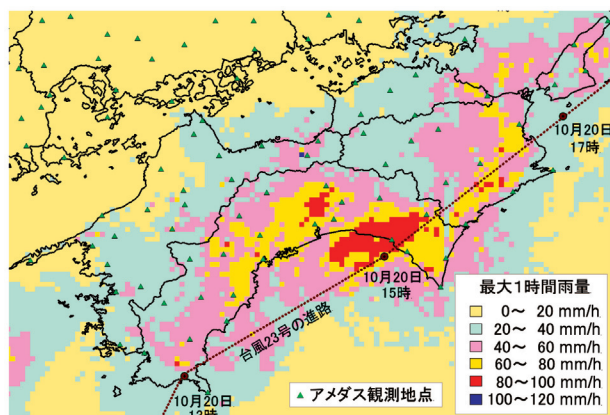 10月20日
17時
10月20日
15時
台風23号の進路
10月20日
13時
▲ アメダス観測地点
最大1時間雨量
0～ 20 mm/h
20～ 40 mm/h
40～ 60 mm/h
60～ 80 mm/h
80～100 mm/h
100～120 mm/h